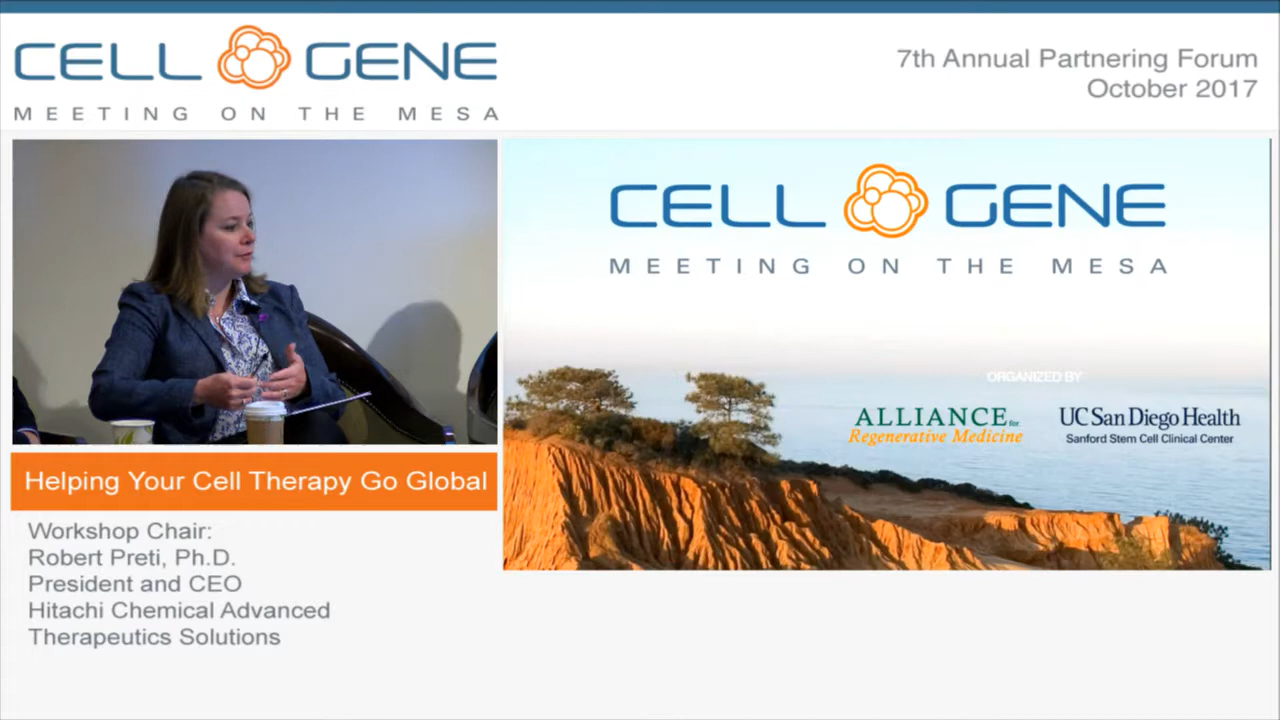 CELL GENE
MEETING ON THE MESA
7th Annual Partnering Forum
October 2017
CELL GENE
MEETING ON THE MESA
ORGANIZED BY
ALLIANCE for
Regenerative Medicine
UC San Diego Health
Sanford Stem Cell Clinical Center
Helping Your Cell Therapy Go Global
Workshop Chair:
Robert Preti, Ph.D.
President and CEO
Hitachi Chemical Advanced
Therapeutics Solutions